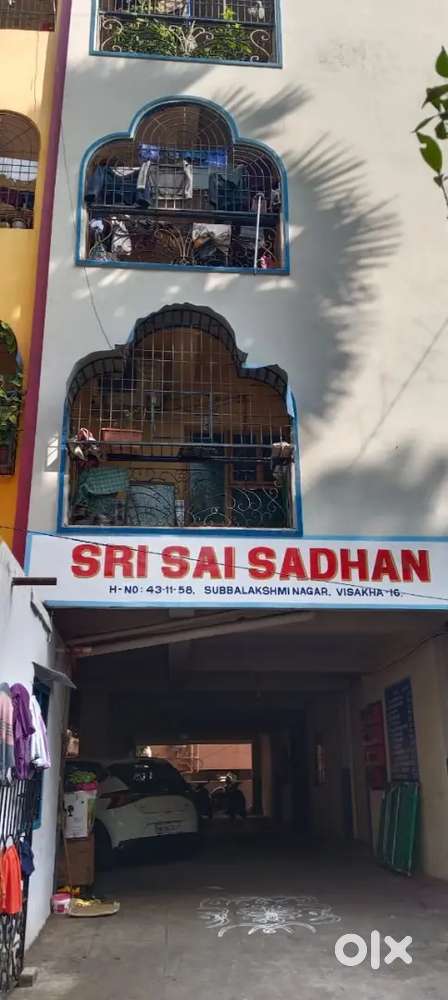 SRI SAI SADHAN
H-NO: 43-11-58, SUBBALAKSHMI NAGAR, VISAKHA-16.
olx